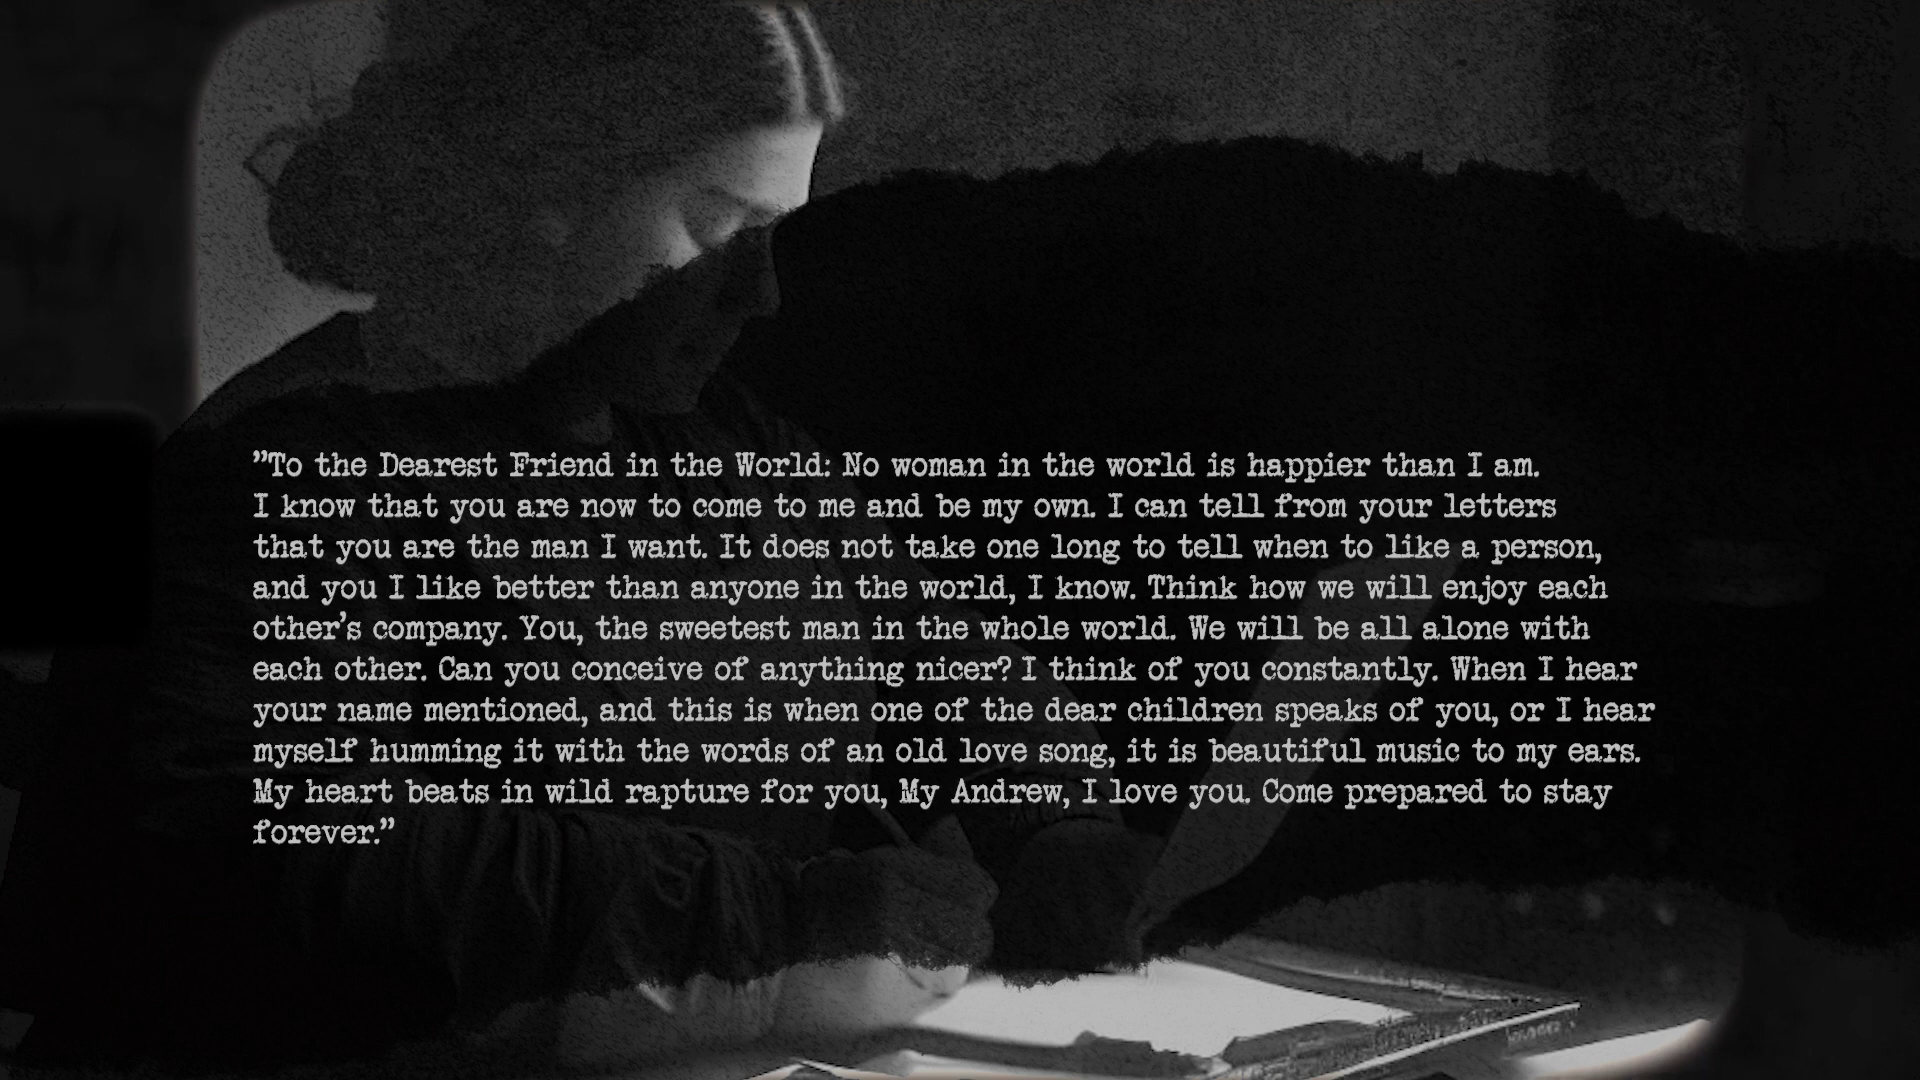 ”To the Dearest Friend in the World: No woman in the world is happier than I am.
I know that you are now to come to me and be my own. I can tell from your letters
that you are the man I want. It does not take one long to tell when to like a person,
and you I like better than anyone in the world, I know. Think how we will enjoy each
other’s company. You, the sweetest man in the whole world. We will be all alone with
each other. Can you conceive of anything nicer? I think of you constantly. When I hear
your name mentioned, and this is when one of the dear children speaks of you, or I hear
myself humming it with the words of an old love song, it is beautiful music to my ears.
My heart beats in wild rapture for you, My Andrew, I love you. Come prepared to stay
forever.”